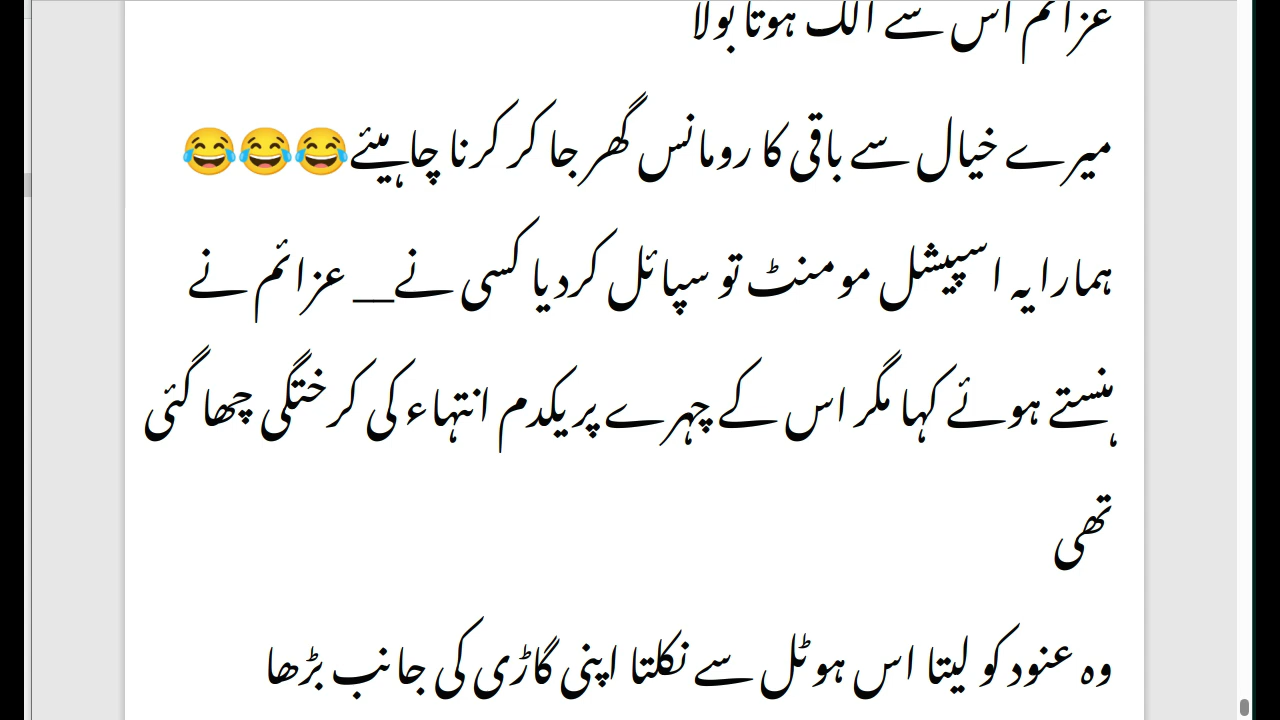 عزائم اس سے الگ ہوتا بولا
میرے خیال سے باقی کا رومانس گھر جا کر کرنا چاہیئے😂😂😂
ہمارا یہ اسپیشل مومنٹ تو سپائل کردیا کسی نے__ عزائم نے
ہنستے ہوئے کہا مگر اس کے چہرے پر یکدم انتہاء کی کرختگی چھا گئی
تھی
وہ عنود کو لیتا اس ہوٹل سے نکلتا اپنی گاڑی کی جانب بڑھا